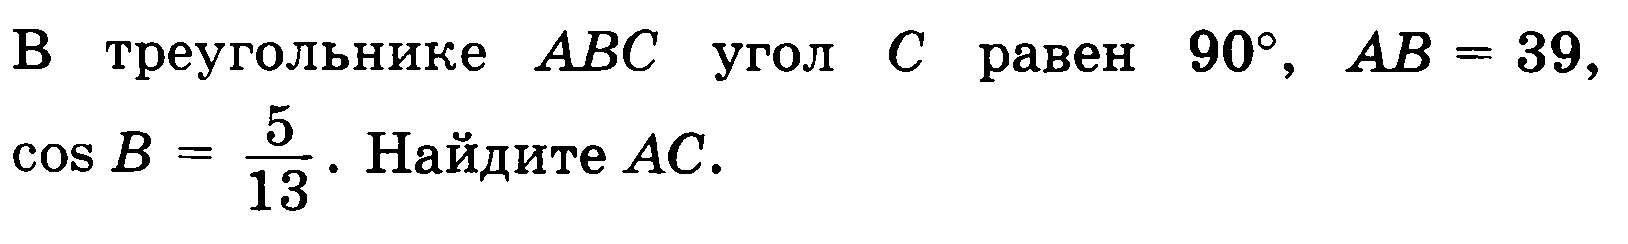 В треугольнике ABC угол C равен 90°, AB = 39,
cos B = 5/13. Найдите AC.